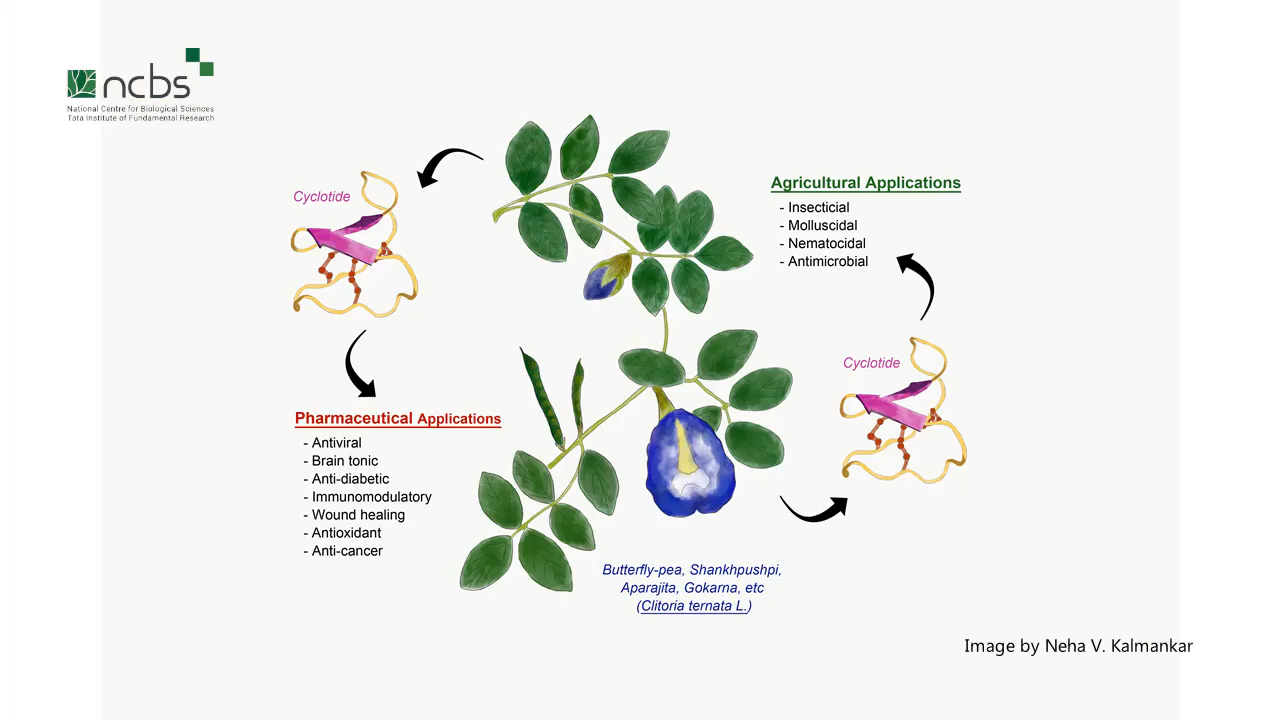 ncbs
National Centre for Biological Sciences
Tata Institute of Fundamental Research
Cyclotide
Pharmaceutical Applications
- Antiviral
- Brain tonic
- Anti-diabetic
- Immunomodulatory
- Wound healing
- Antioxidant
- Anti-cancer
Agricultural Applications
- Insecticial
- Molluscidal
- Nematocidal
- Antimicrobial
Cyclotide
Butterfly-pea, Shankhpushpi,
Aparajita, Gokarna, etc
(Clitoria ternata L.)
Image by Neha V. Kalmankar